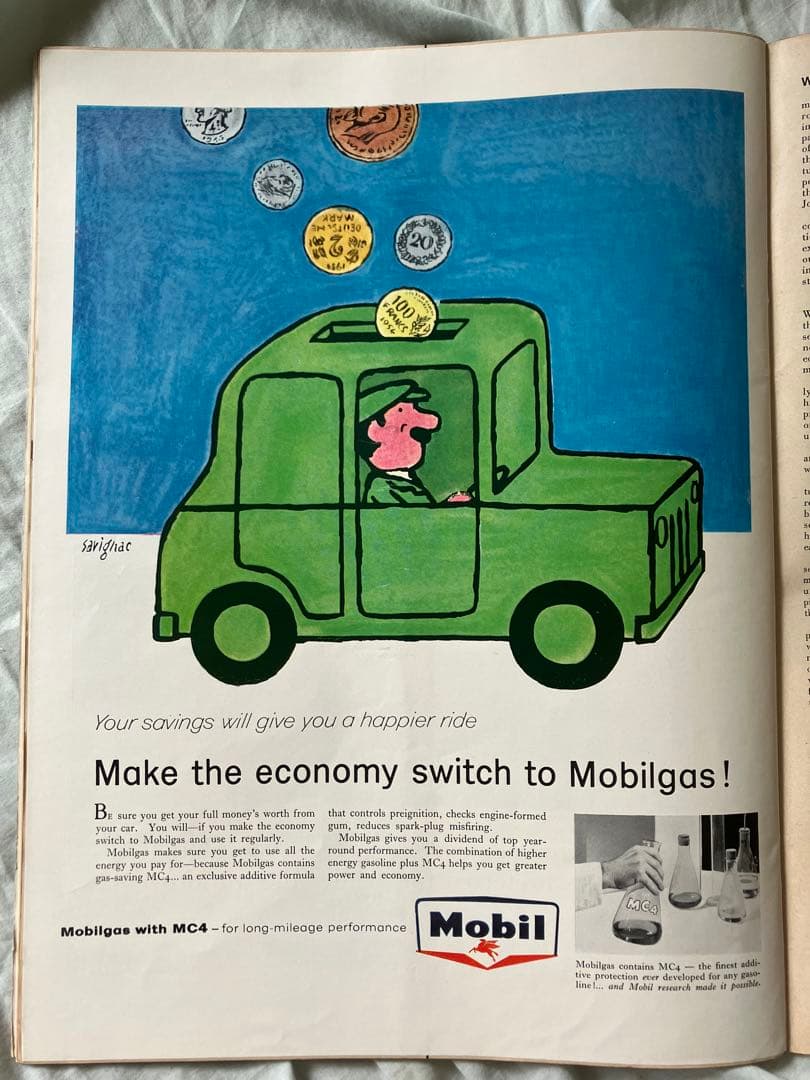 DEUTSCHE
2
MARK
20
100
FRANCS
1954
savignac
Your savings will give you a happier ride
Make the economy switch to Mobilgas!
BE sure you get your full money's worth from
your car. You will—if you make the economy
switch to Mobilgas and use it regularly.
Mobilgas makes sure you get to use all the
energy you pay for—because Mobilgas contains
gas-saving MC4... an exclusive additive formula
that controls preignition, checks engine-formed
gum, reduces spark-plug misfiring.
Mobilgas gives you a dividend of top year-
round performance. The combination of higher
energy gasoline plus MC4 helps you get greater
power and economy.
MC4
Mobilgas contains MC4 — the finest addi-
tive protection ever developed for any gaso-
line!... and Mobil research made it possible.
Mobilgas with MC4 – for long-mileage performance
Mobil